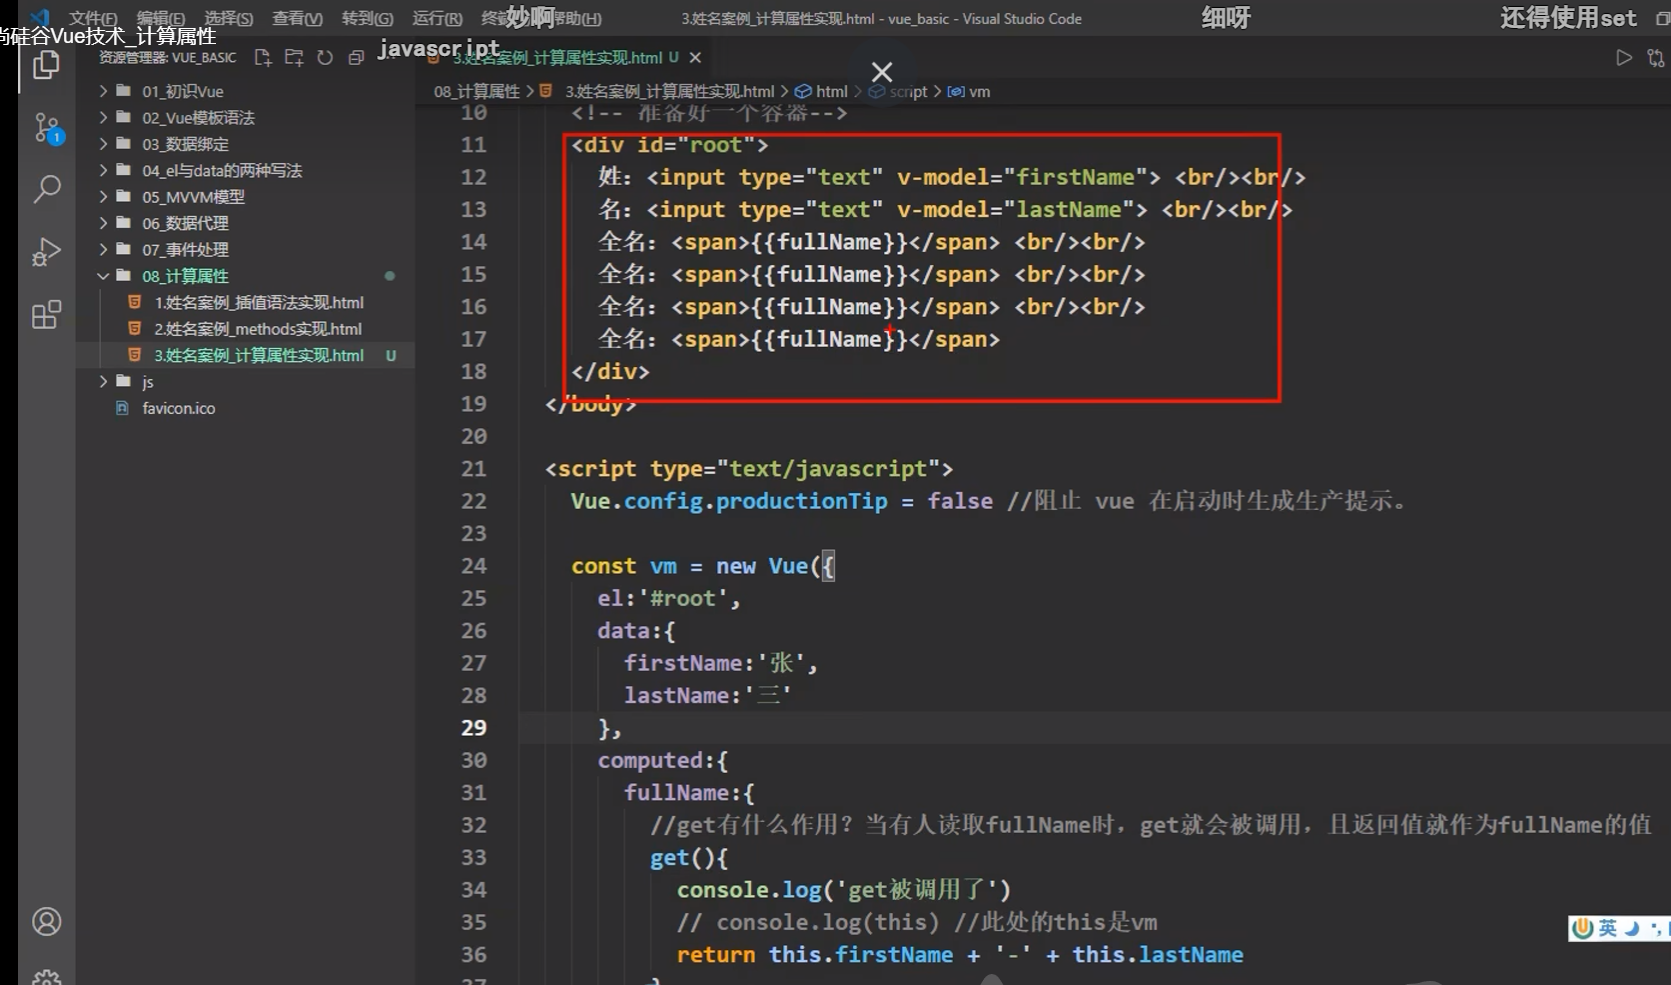 文件(F) 编辑(E) 选择(S) 查看(V) 转到(G) 运行(R) 终 妙啊 帮助(H) 3.姓名案例_计算属性实现.html - vue_basic - Visual Studio Code 细呀 还得使用set
尚硅谷Vue技术_计算属性
javascript
资源管理器: VUE_BASIC
3.姓名案例_计算属性实现.html U
08_计算属性 > 3.姓名案例_计算属性实现.html > html > script > vm
01_初识Vue
02_Vue模板语法
03_数据绑定
04_el与data的两种写法
05_MVVM模型
06_数据代理
07_事件处理
08_计算属性
1.姓名案例_插值语法实现.html
2.姓名案例_methods实现.html
3.姓名案例_计算属性实现.html U
js
favicon.ico
1
10 <!-- 准备好一个容器-->
11 <div id="root">
12 姓：<input type="text" v-model="firstName"> <br/><br/>
13 名：<input type="text" v-model="lastName"> <br/><br/>
14 全名：<span>{{fullName}}</span> <br/><br/>
15 全名：<span>{{fullName}}</span> <br/><br/>
16 全名：<span>{{fullName}}</span> <br/><br/>
17 全名：<span>{{fullName}}</span>
18 </div>
19 </body>
20
21 <script type="text/javascript">
22 Vue.config.productionTip = false //阻止 vue 在启动时生成生产提示。
23
24 const vm = new Vue({
25 el:'#root',
26 data:{
27 firstName:'张',
28 lastName:'三'
29 },
30 computed:{
31 fullName:{
32 //get有什么作用？当有人读取fullName时，get就会被调用，且返回值就作为fullName的值
33 get(){
34 console.log('get被调用了')
35 // console.log(this) //此处的this是vm
36 return this.firstName + '-' + this.lastName
37 }
英